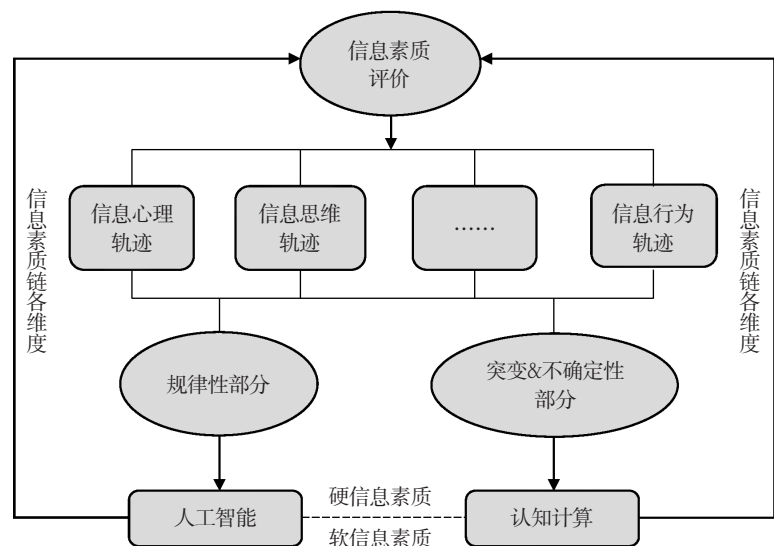 信息素质
评价
信息心理
轨迹
信息思维
轨迹
……
信息行为
轨迹
信息素质链各维度
信息素质链各维度
规律性部分
突变&不确定性
部分
人工智能
硬信息素质
软信息素质
认知计算